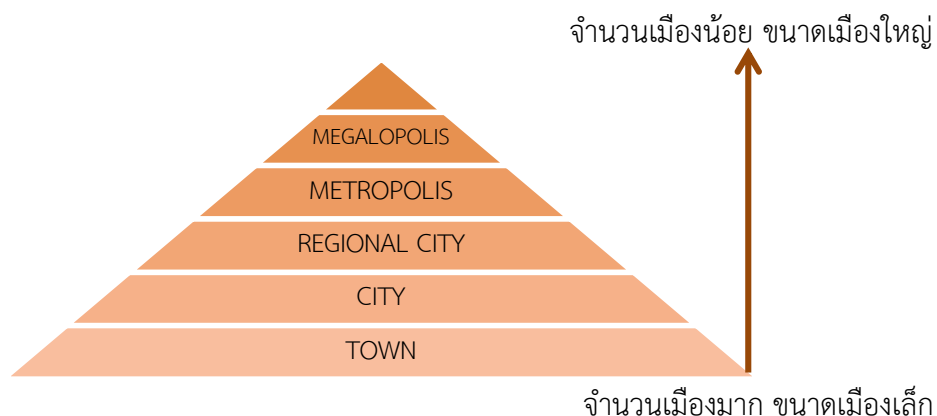 จำนวนเมืองน้อย ขนาดเมืองใหญ่
MEGALOPOLIS
METROPOLIS
REGIONAL CITY
CITY
TOWN
จำนวนเมืองมาก ขนาดเมืองเล็ก